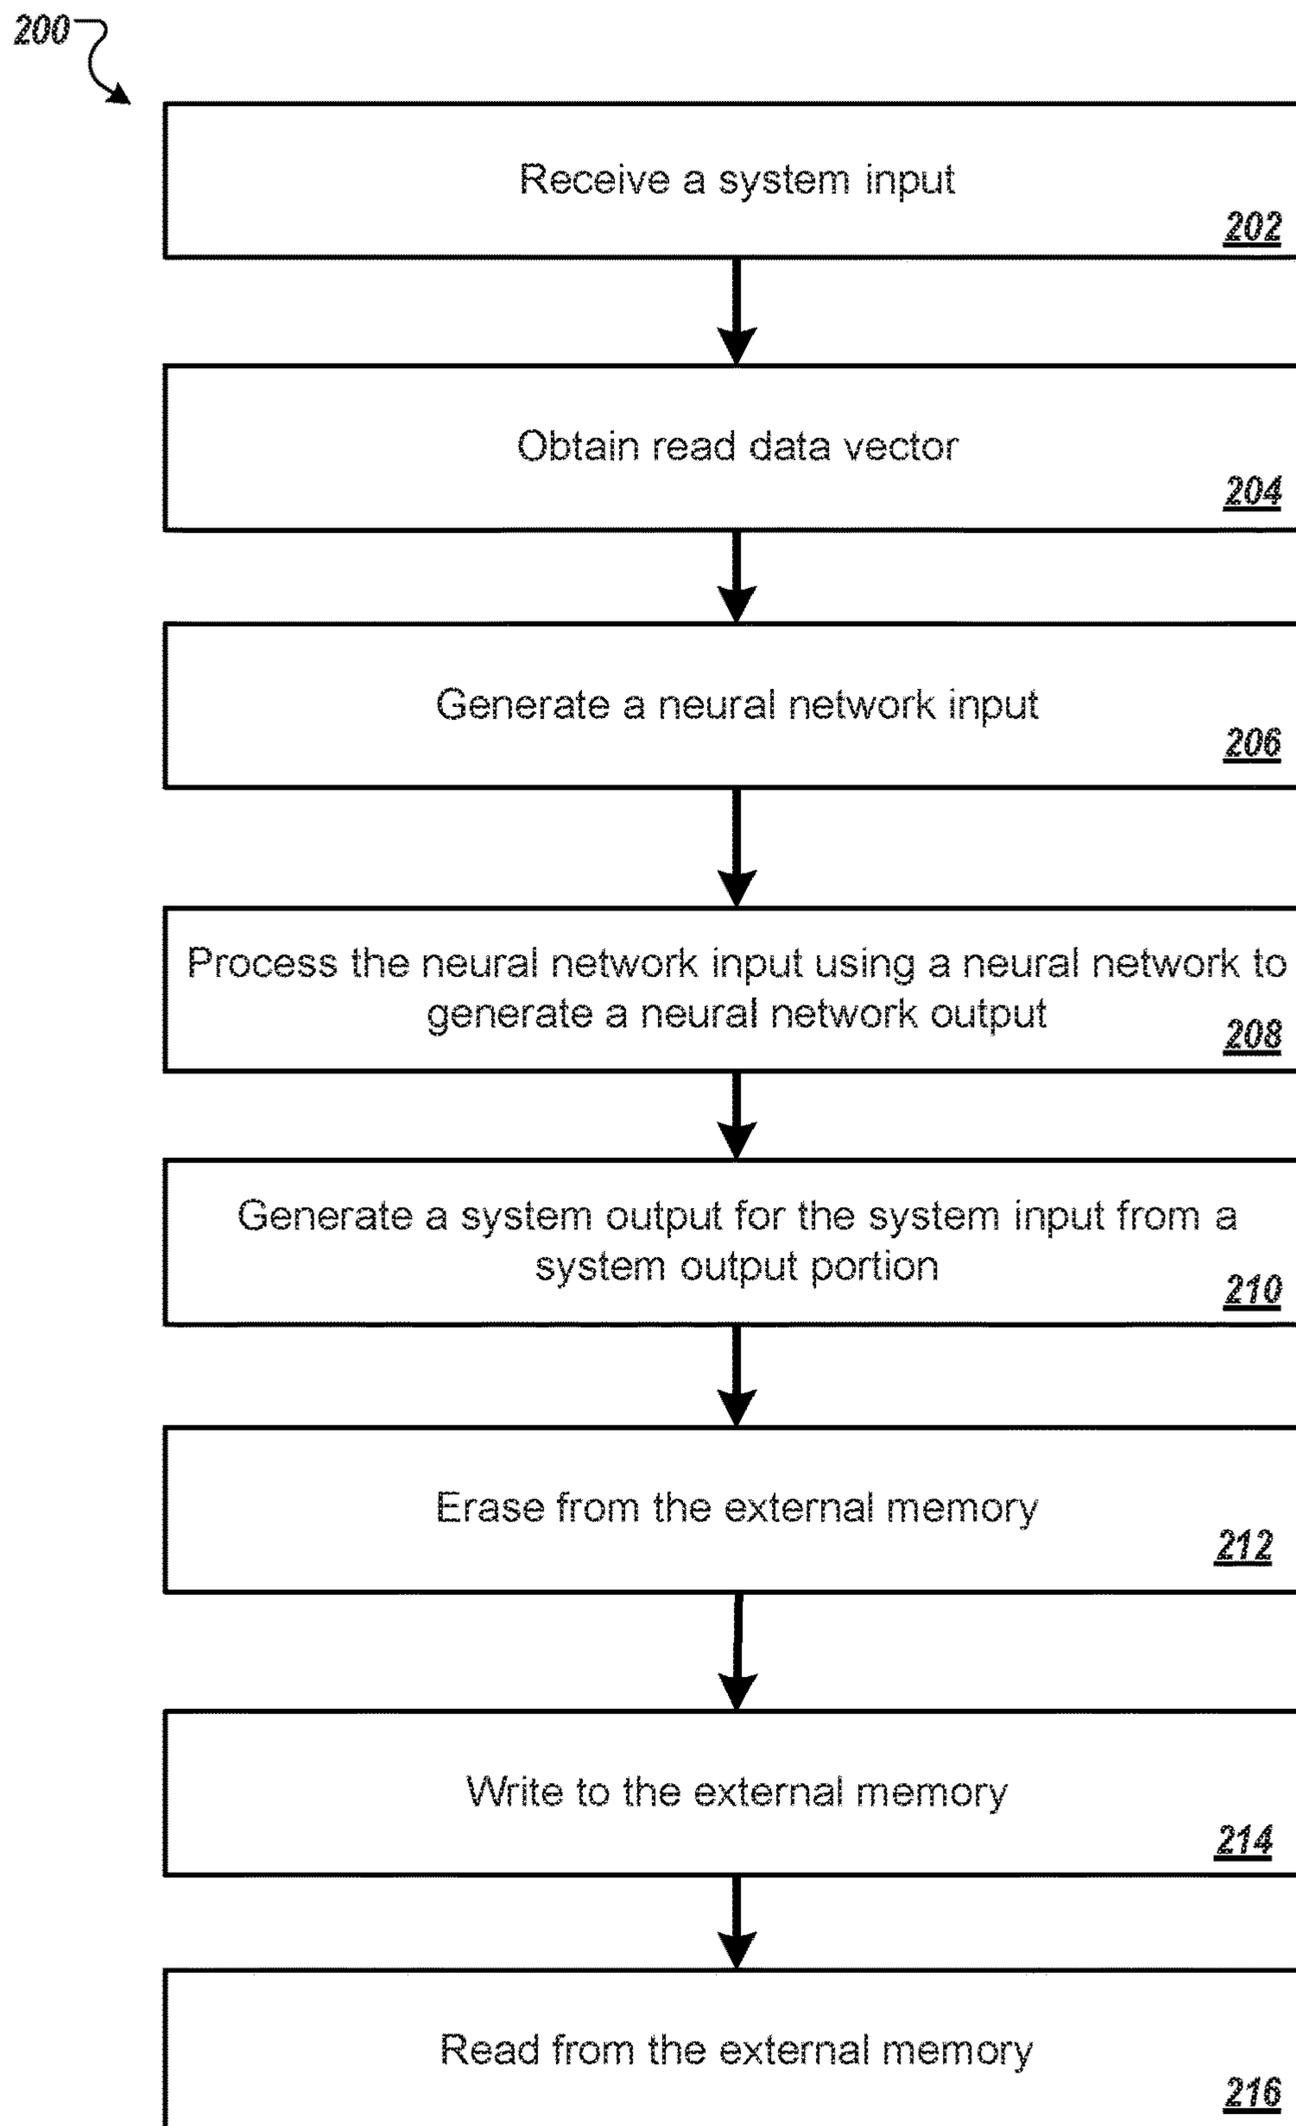 200
Receive a system input
202
Obtain read data vector
204
Generate a neural network input
206
Process the neural network input using a neural network to
generate a neural network output
208
Generate a system output for the system input from a
system output portion
210
Erase from the external memory
212
Write to the external memory
214
Read from the external memory
216